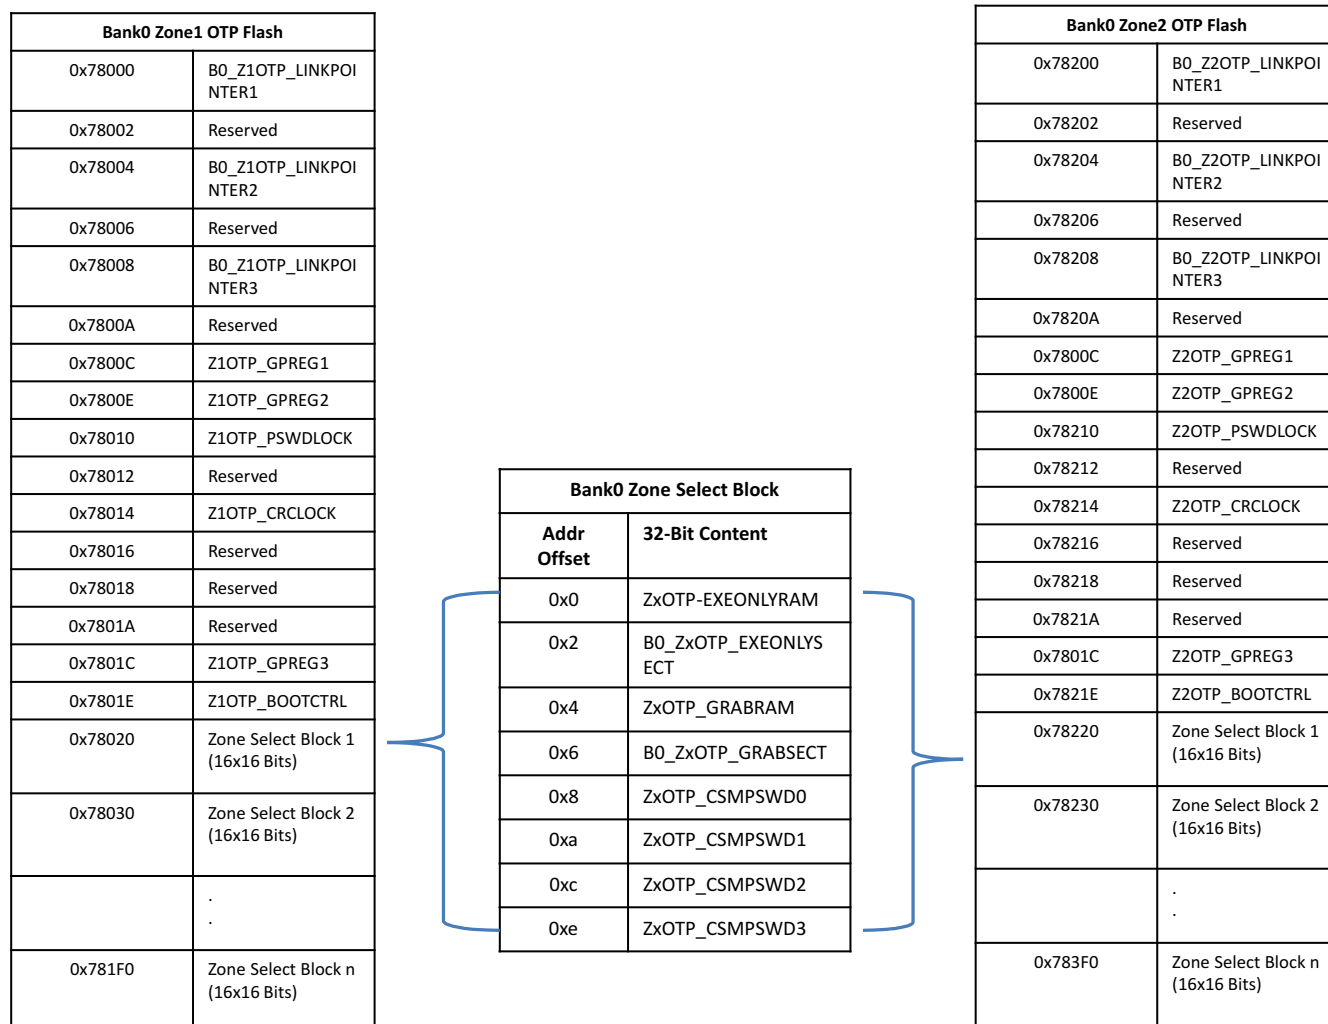 Bank0 Zone1 OTP Flash
0x78000 B0_Z1OTP_LINKPOI
NTER1
0x78002 Reserved
0x78004 B0_Z1OTP_LINKPOI
NTER2
0x78006 Reserved
0x78008 B0_Z1OTP_LINKPOI
NTER3
0x7800A Reserved
0x7800C Z1OTP_GPREG1
0x7800E Z1OTP_GPREG2
0x78010 Z1OTP_PSWDLOCK
0x78012 Reserved
0x78014 Z1OTP_CRCLOCK
0x78016 Reserved
0x78018 Reserved
0x7801A Reserved
0x7801C Z1OTP_GPREG3
0x7801E Z1OTP_BOOTCTRL
0x78020 Zone Select Block 1
(16x16 Bits)
0x78030 Zone Select Block 2
(16x16 Bits)
.
.
0x781F0 Zone Select Block n
(16x16 Bits)
Bank0 Zone Select Block
Addr 32-Bit Content
Offset
0x0 ZxOTP-EXEONLYRAM
0x2 B0_ZxOTP_EXEONLYS
ECT
0x4 ZxOTP_GRABRAM
0x6 B0_ZxOTP_GRABSECT
0x8 ZxOTP_CSMPSWD0
0xa ZxOTP_CSMPSWD1
0xc ZxOTP_CSMPSWD2
0xe ZxOTP_CSMPSWD3
Bank0 Zone2 OTP Flash
0x78200 B0_Z2OTP_LINKPOI
NTER1
0x78202 Reserved
0x78204 B0_Z2OTP_LINKPOI
NTER2
0x78206 Reserved
0x78208 B0_Z2OTP_LINKPOI
NTER3
0x7820A Reserved
0x7800C Z2OTP_GPREG1
0x7800E Z2OTP_GPREG2
0x78210 Z2OTP_PSWDLOCK
0x78212 Reserved
0x78214 Z2OTP_CRCLOCK
0x78216 Reserved
0x78218 Reserved
0x7821A Reserved
0x7801C Z2OTP_GPREG3
0x7821E Z2OTP_BOOTCTRL
0x78220 Zone Select Block 1
(16x16 Bits)
0x78230 Zone Select Block 2
(16x16 Bits)
.
.
0x783F0 Zone Select Block n
(16x16 Bits)